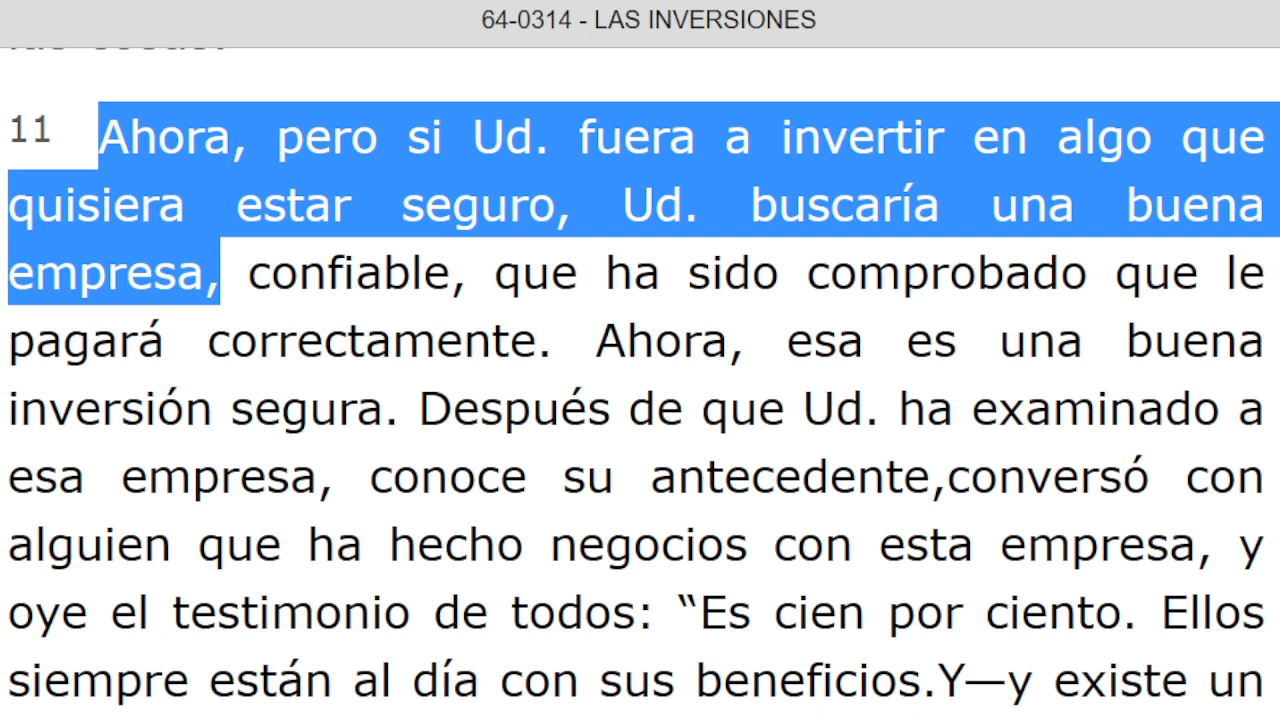 64-0314 - LAS INVERSIONES
11 Ahora, pero si Ud. fuera a invertir en algo que
quisiera estar seguro, Ud. buscaría una buena
empresa, confiable, que ha sido comprobado que le
pagará correctamente. Ahora, esa es una buena
inversión segura. Después de que Ud. ha examinado a
esa empresa, conoce su antecedente,conversó con
alguien que ha hecho negocios con esta empresa, y
oye el testimonio de todos: “Es cien por ciento. Ellos
siempre están al día con sus beneficios.Y—y existe un